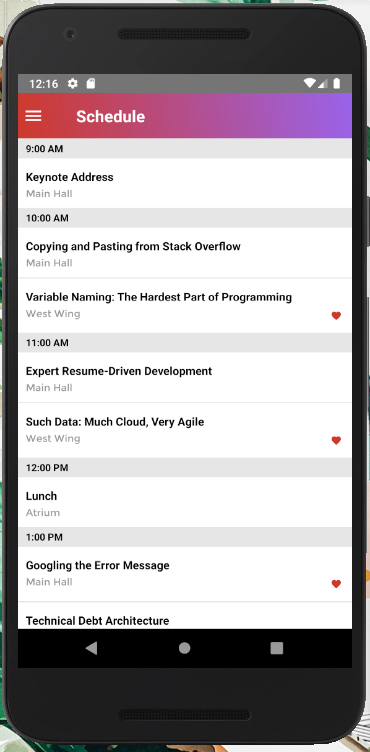 12:16
Schedule
9:00 AM
Keynote Address
Main Hall
10:00 AM
Copying and Pasting from Stack Overflow
Main Hall
Variable Naming: The Hardest Part of Programming
West Wing
11:00 AM
Expert Resume-Driven Development
Main Hall
Such Data: Much Cloud, Very Agile
West Wing
12:00 PM
Lunch
Atrium
1:00 PM
Googling the Error Message
Main Hall
Technical Debt Architecture